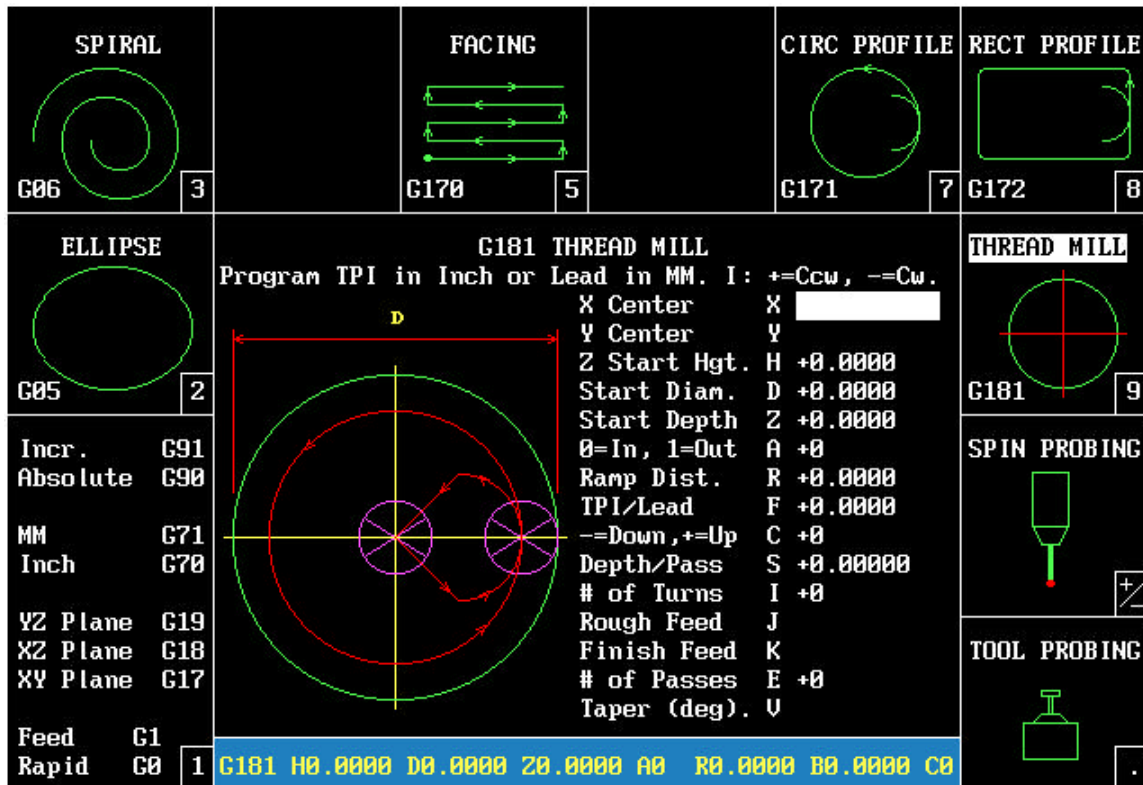 SPIRAL
G06 3
FACING
G170 5
CIRC PROFILE
G171 7
RECT PROFILE
G172 8
ELLIPSE
G05 2
G181 THREAD MILL
Program TPI in Inch or Lead in MM. I: +=Ccw, -=Cw.
D
X Center X
Y Center Y
Z Start Hgt. H +0.0000
Start Diam. D +0.0000
Start Depth Z +0.0000
0=In, 1=Out A +0
Ramp Dist. R +0.0000
TPI/Lead F +0.0000
-=Down,+=Up C +0
Depth/Pass S +0.00000
# of Turns I +0
Rough Feed J
Finish Feed K
# of Passes E +0
Taper (deg). V
THREAD MILL
G181 9
Incr. G91
Absolute G90
MM G71
Inch G70
YZ Plane G19
XZ Plane G18
XY Plane G17
Feed G1
Rapid G0 1
SPIN PROBING
+/-
TOOL PROBING
.
G181 H0.0000 D0.0000 Z0.0000 A0 R0.0000 B0.0000 C0